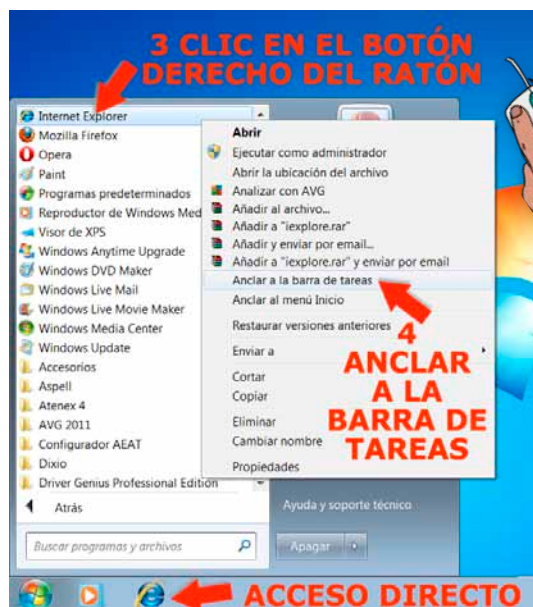 3 CLIC EN EL BOTÓN
DERECHO DEL RATÓN
Internet Explorer
Mozilla Firefox
Opera
Paint
Programas predeterminados
Reproductor de Windows Med
Visor de XPS
Windows Anytime Upgrade
Windows DVD Maker
Windows Live Mail
Windows Live Movie Maker
Windows Media Center
Windows Update
Accesorios
Aspell
Atenex 4
AVG 2011
Configurador AEAT
Dixio
Driver Genius Professional Edition
Atrás
Buscar programas y archivos
Abrir
Ejecutar como administrador
Abrir la ubicación del archivo
Analizar con AVG
Añadir al archivo...
Añadir a "iexplore.rar"
Añadir y enviar por email...
Añadir a "iexplore.rar" y enviar por email
Anclar a la barra de tareas
Anclar al menú Inicio
Restaurar versiones anteriores
Enviar a
Cortar
Copiar
Eliminar
Cambiar nombre
Propiedades
4
ANCLAR
A LA
BARRA DE
TAREAS
Ayuda y soporte técnico
Apagar
ACCESO DIRECTO